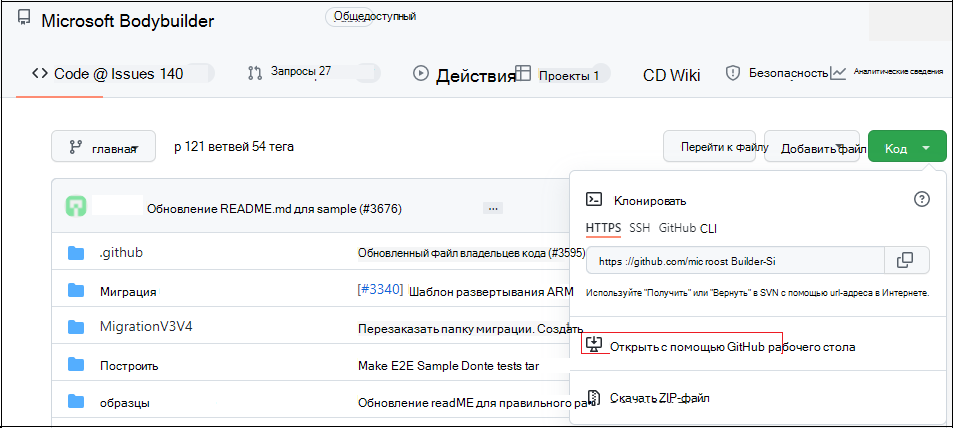 Microsoft Bodybuilder Общедоступный
Code @ Issues 140 Запросы 27 Действия Проекты 1 CD Wiki Безопасность Аналитические сведения
главная р 121 ветвей 54 тега Перейти к файлу Добавить файл Код
Обновление README.md для sample (#3676) ...
.github Обновленный файл владельцев кода (#3595)
Миграция [#3340] Шаблон развертывания ARM
MigrationV3V4 Перезаказать папку миграции. Создать
Построить Make E2E Sample Donte tests tar
образцы Обновление readME для правильного ра
Клонировать
HTTPS SSH GitHub CLI
https ://github.com/microost Builder-Si
Используйте "Получить" или "Вернуть" в SVN с помощью url-адреса в Интернете.
Открыть с помощью GitHub рабочего стола
Скачать ZIP-файл